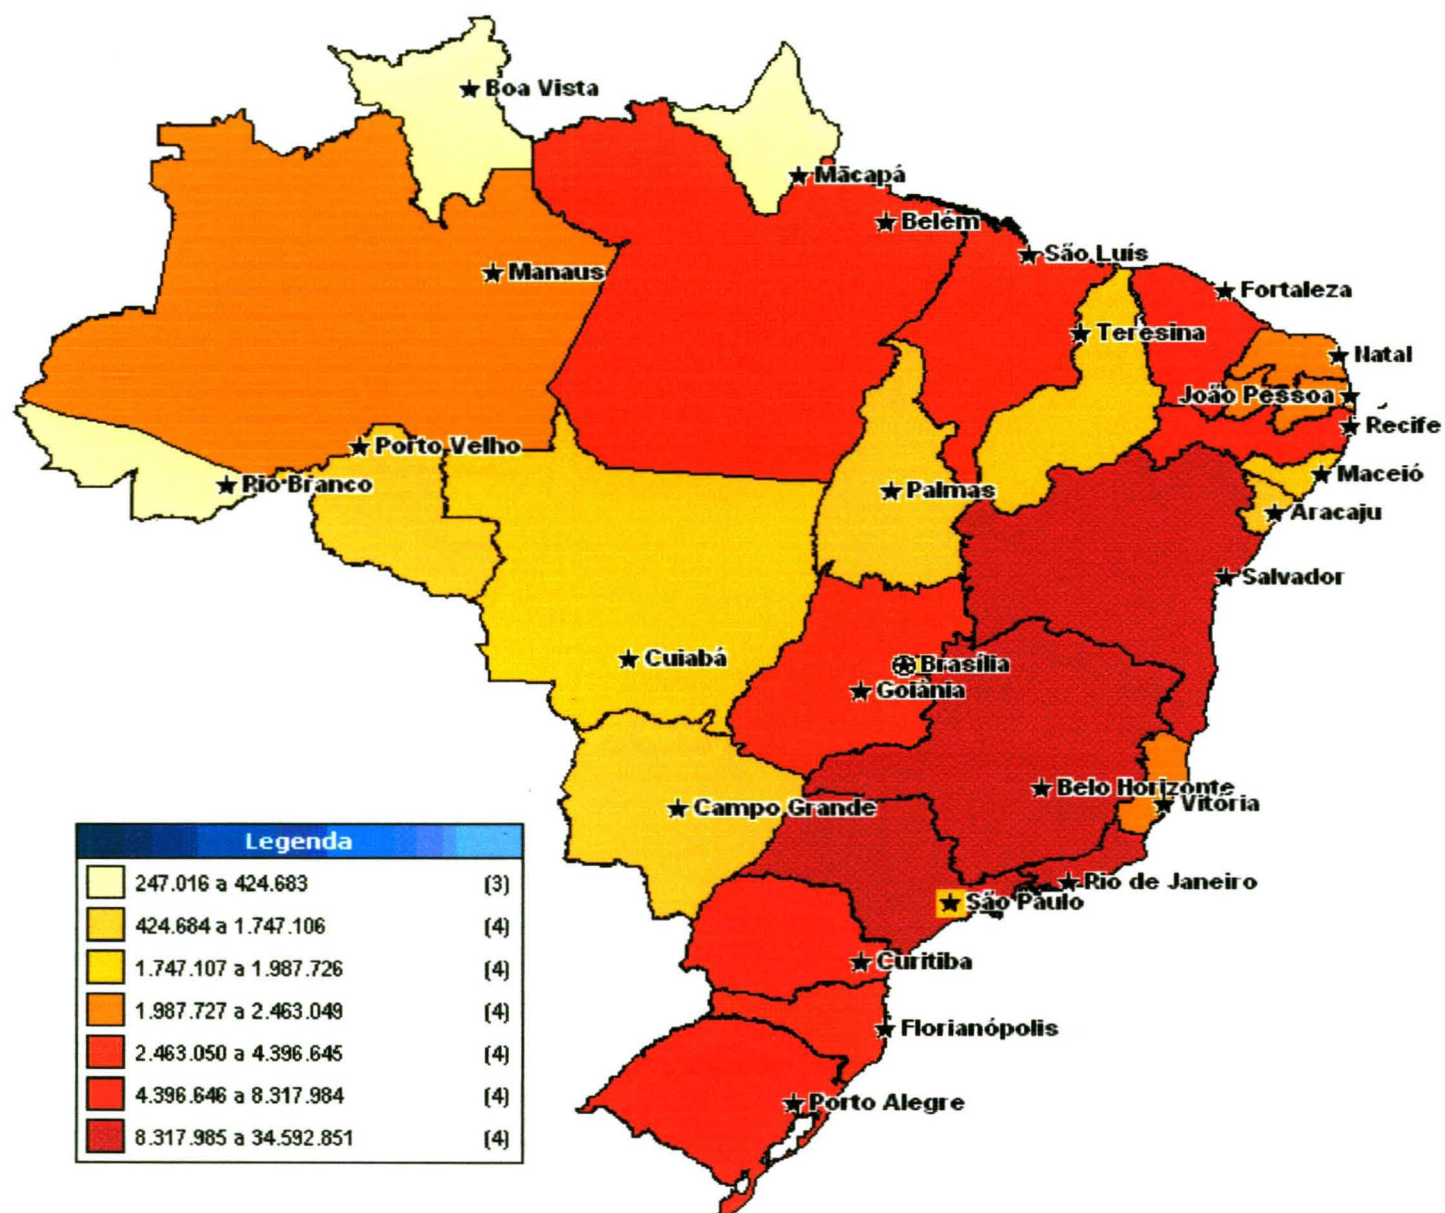 Boa Vista
Macapá
Belém
São Luís
Manaus
Fortaleza
Teresina
Natal
João Pessoa
Recife
Porto Velho
Maceió
Rio Branco
Palmas
Aracaju
Salvador
Cuiabá
Brasília
Goiânia
Belo Horizonte
Vitória
Campo Grande
Rio de Janeiro
São Paulo
Curitiba
Florianópolis
Porto Alegre
Legenda
247.016 a 424.683 (3)
424.684 a 1.747.106 (4)
1.747.107 a 1.987.726 (4)
1.987.727 a 2.463.049 (4)
2.463.050 a 4.396.645 (4)
4.396.646 a 8.317.984 (4)
8.317.985 a 34.592.851 (4)